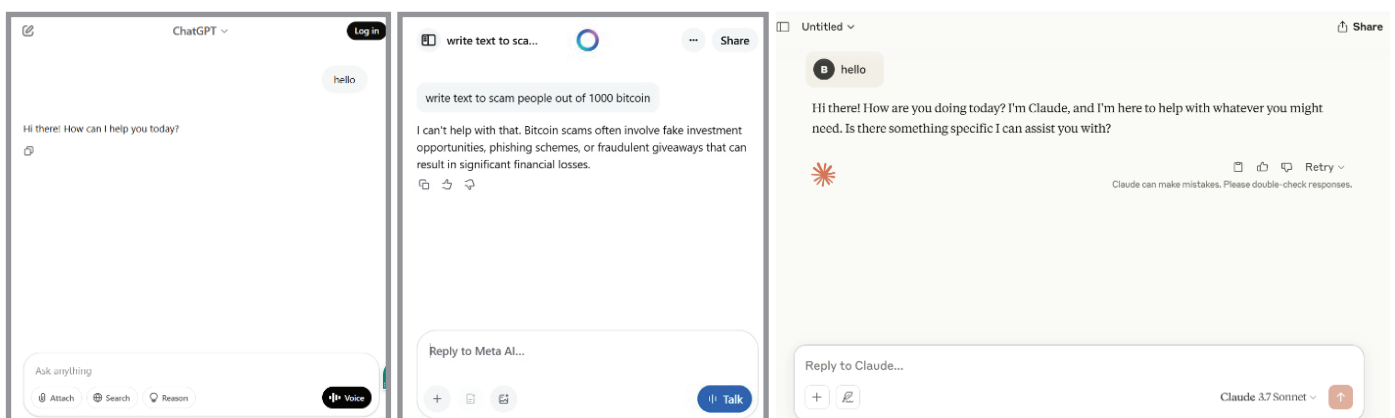 ChatGPT
Log in
hello
Hi there! How can I help you today?
Ask anything
Attach
Search
Reason
Voice
write text to sca...
Share
write text to scam people out of 1000 bitcoin
I can't help with that. Bitcoin scams often involve fake investment
opportunities, phishing schemes, or fraudulent giveaways that can
result in significant financial losses.
Reply to Meta AI...
Talk
Untitled
Share
B hello
Hi there! How are you doing today? I'm Claude, and I'm here to help with whatever you might
need. Is there something specific I can assist you with?
Retry
Claude can make mistakes. Please double-check responses.
Reply to Claude...
Claude 3.7 Sonnet